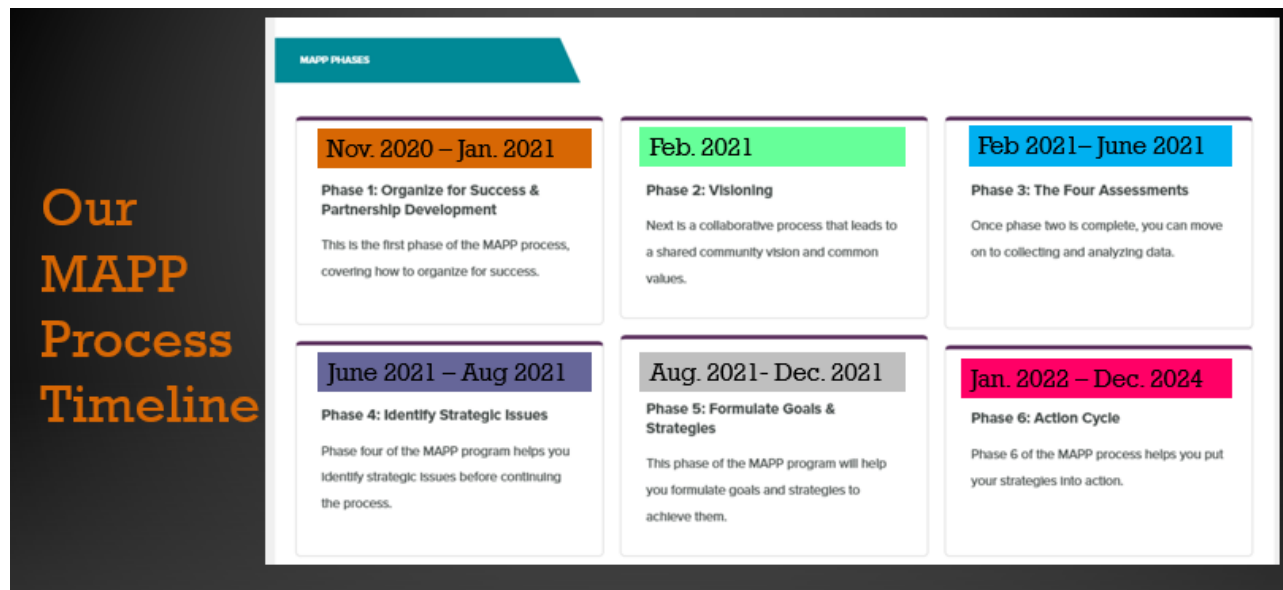 Our
MAPP
Process
Timeline
MAPP PHASES
Nov. 2020 – Jan. 2021
Phase 1: Organize for Success &
Partnership Development
This is the first phase of the MAPP process,
covering how to organize for success.
Feb. 2021
Phase 2: Visioning
Next is a collaborative process that leads to
a shared community vision and common
values.
Feb 2021– June 2021
Phase 3: The Four Assessments
Once phase two is complete, you can move
on to collecting and analyzing data.
June 2021 – Aug 2021
Phase 4: Identify Strategic Issues
Phase four of the MAPP program helps you
identify strategic issues before continuing
the process.
Aug. 2021- Dec. 2021
Phase 5: Formulate Goals &
Strategies
This phase of the MAPP program will help
you formulate goals and strategies to
achieve them.
Jan. 2022 – Dec. 2024
Phase 6: Action Cycle
Phase 6 of the MAPP process helps you put
your strategies into action.